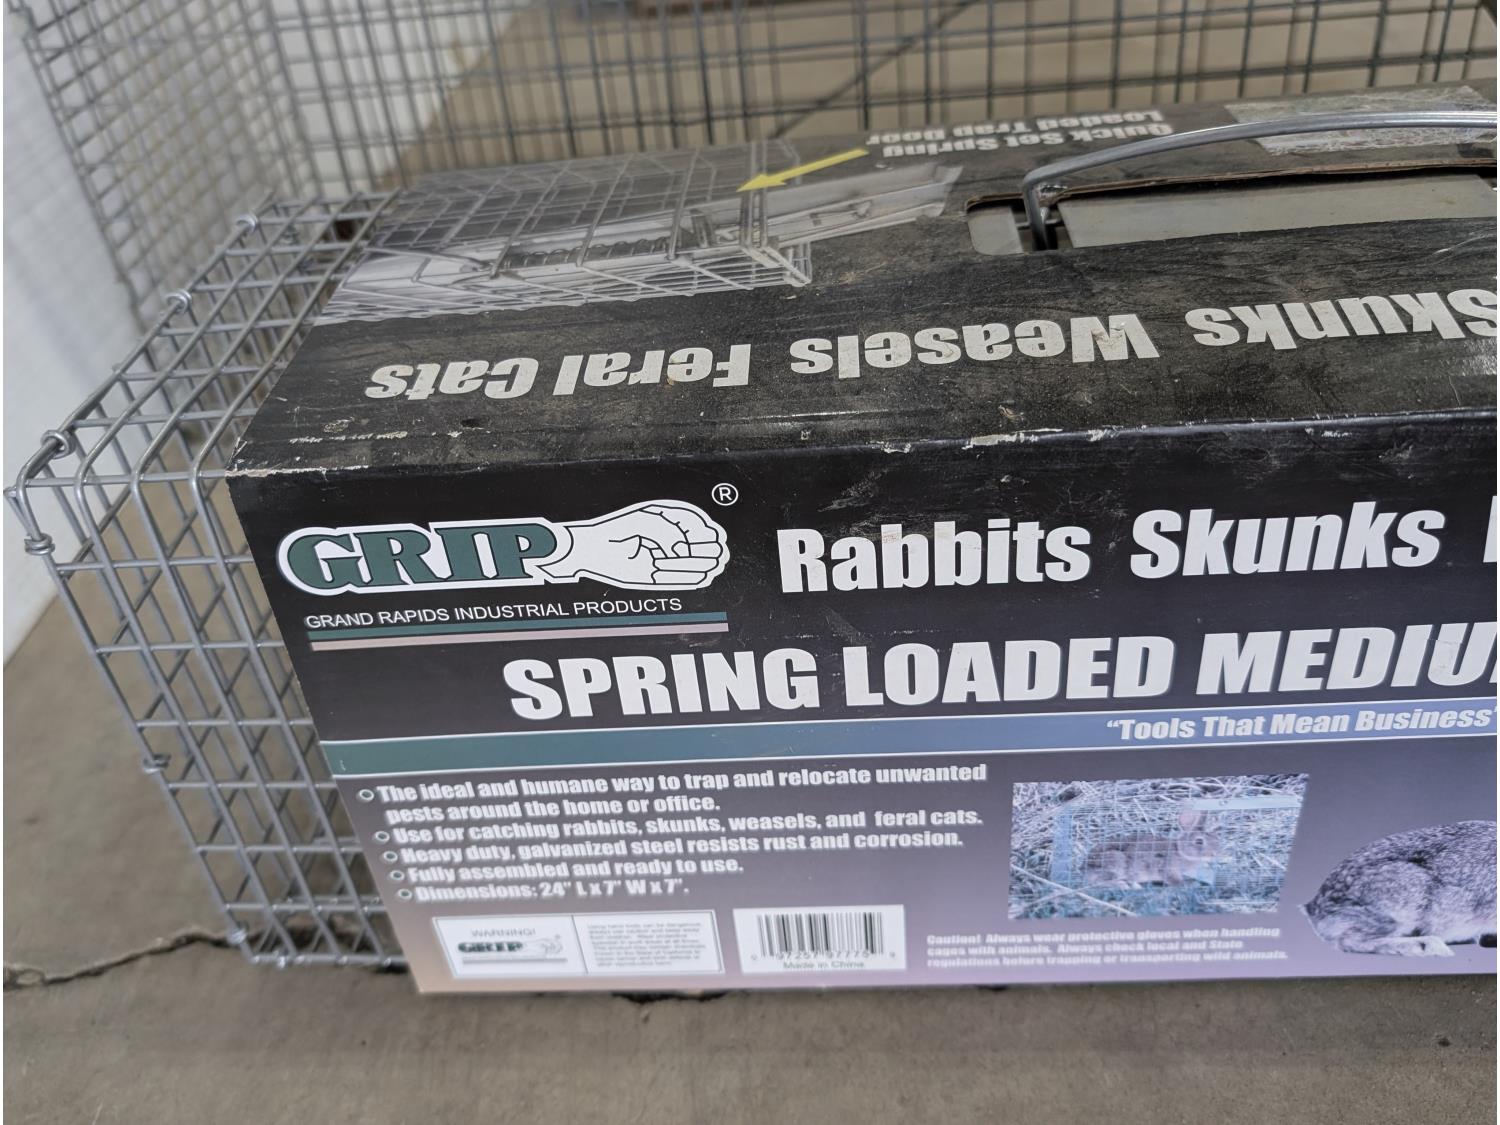 Quick Set Spring
Loaded Trap Door
Skunks Weasels Feral Cats
GRIP®
GRAND RAPIDS INDUSTRIAL PRODUCTS
Rabbits Skunks
SPRING LOADED MEDIU
"Tools That Mean Business"
The ideal and humane way to trap and relocate unwanted
pests around the home or office.
Use for catching rabbits, skunks, weasels, and feral cats.
Heavy duty, galvanized steel resists rust and corrosion.
Fully assembled and ready to use.
Dimensions: 24" L x 7" W x 7".
WARNING!
GRIP
Made in China
Caution! Always wear protective gloves when handling
cages with animals. Always check local and State
regulations before trapping or transporting wild animals.